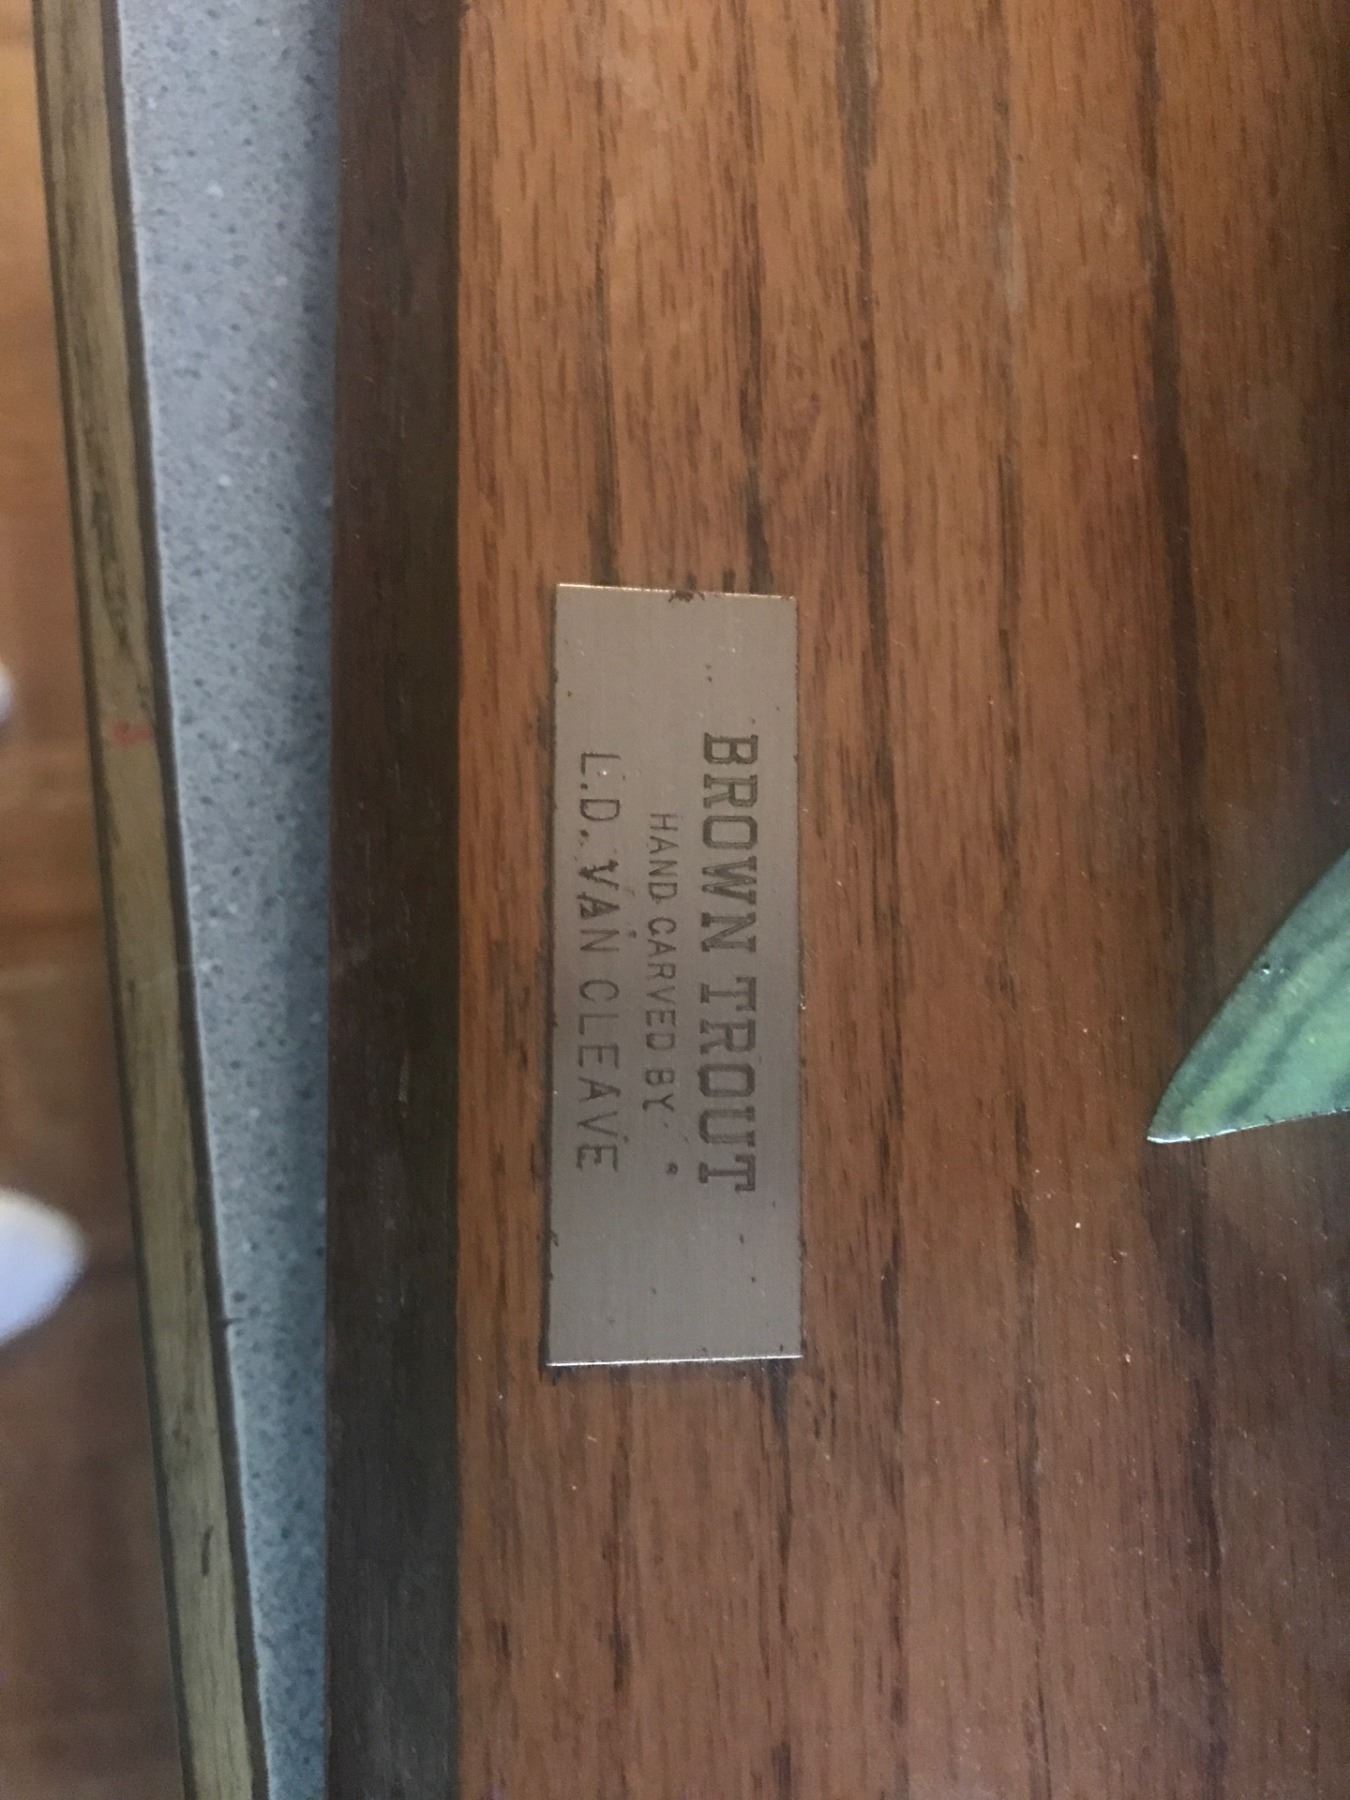 BROWN TROUT
HAND CARVED BY
L.D. VAN CLEAVE